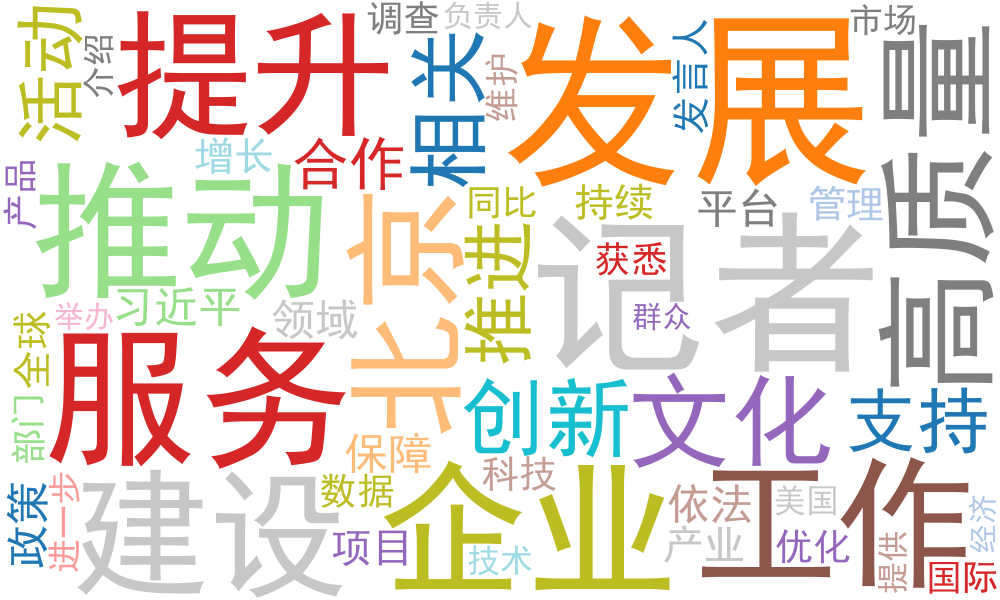 活动
介绍
提升
调查
负责人
相关
维护
发展
发言人
市场
高质量
产品
增长
合作
推动
北京
同比
持续
平台
管理
推进
记者
获悉
群众
全球
举办
习近平
领域
服务
创新
文化
支持
部门
保障
科技
企业
工作
政策
进一步
建设
数据
项目
技术
依法
美国
产业
优化
提供
经济
国际